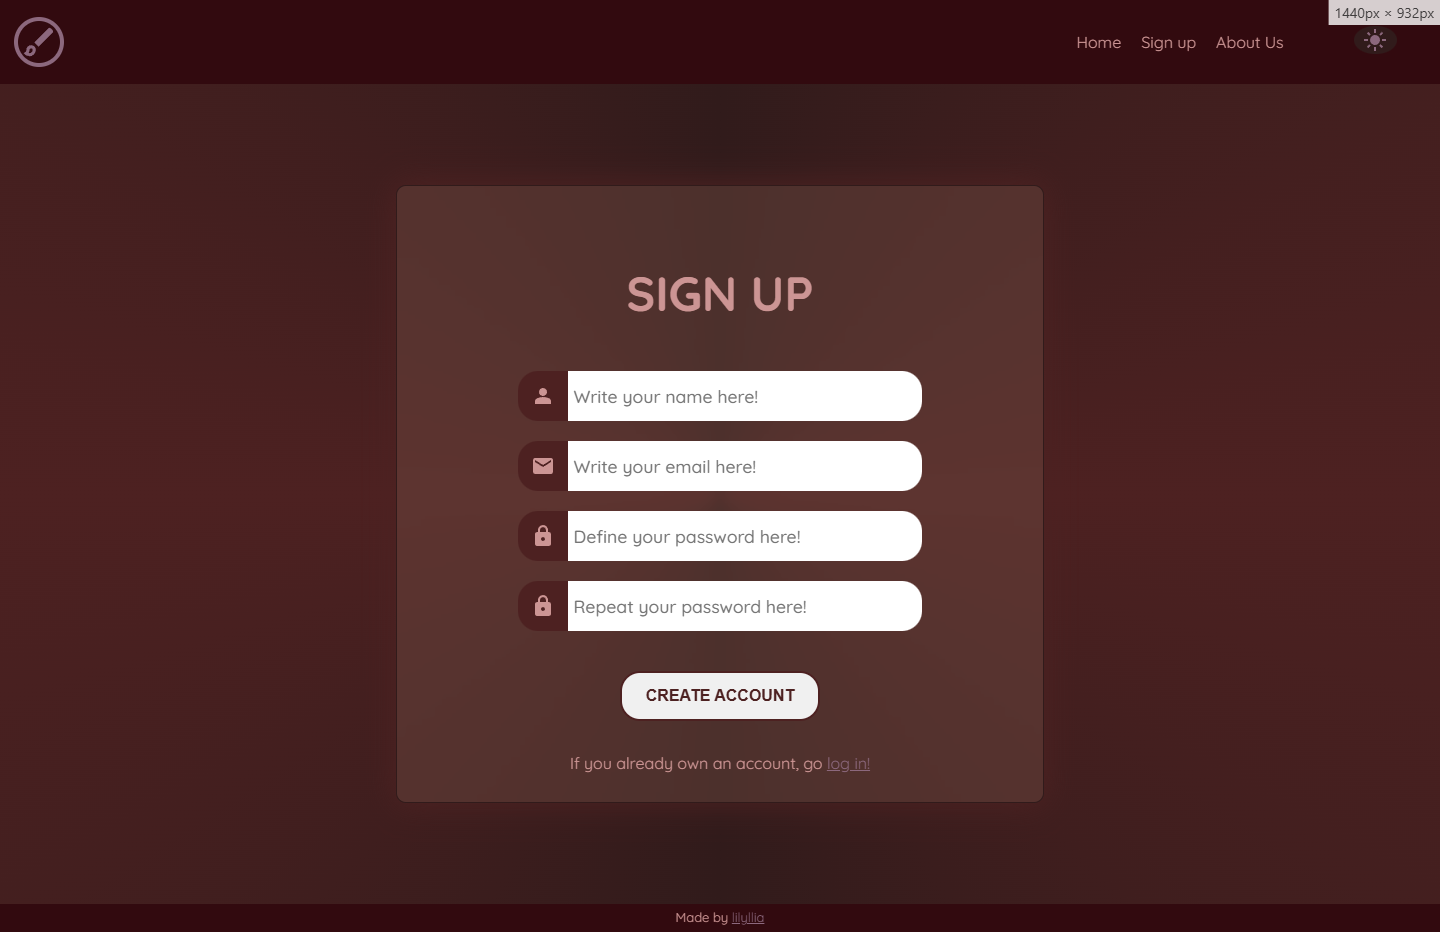 1440px × 932px
Home Sign up About Us
SIGN UP
Write your name here!
Write your email here!
Define your password here!
Repeat your password here!
CREATE ACCOUNT
If you already own an account, go log in!
Made by lilyllia